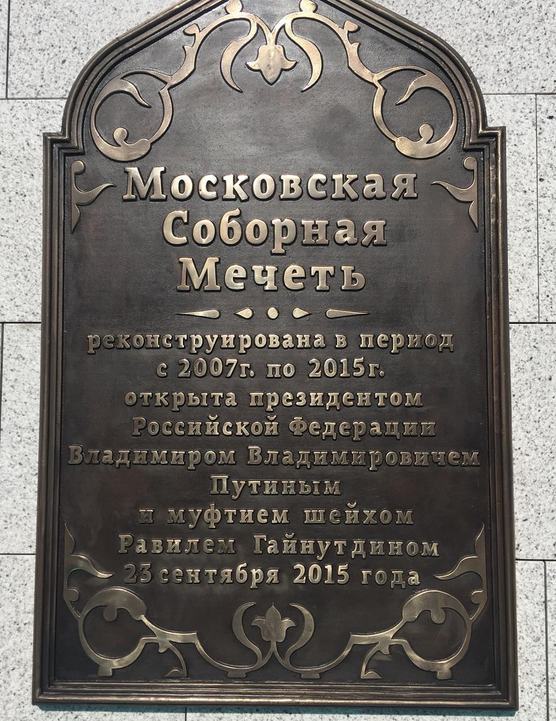 Московская
Соборная
Мечеть
реконструирована в период
с 2007г. по 2015г.
открыта президентом
Российской Федерации
Владимиром Владимировичем
Путиным
и муфтием шейхом
Равилем Гайнутдином
23 сентября 2015 года